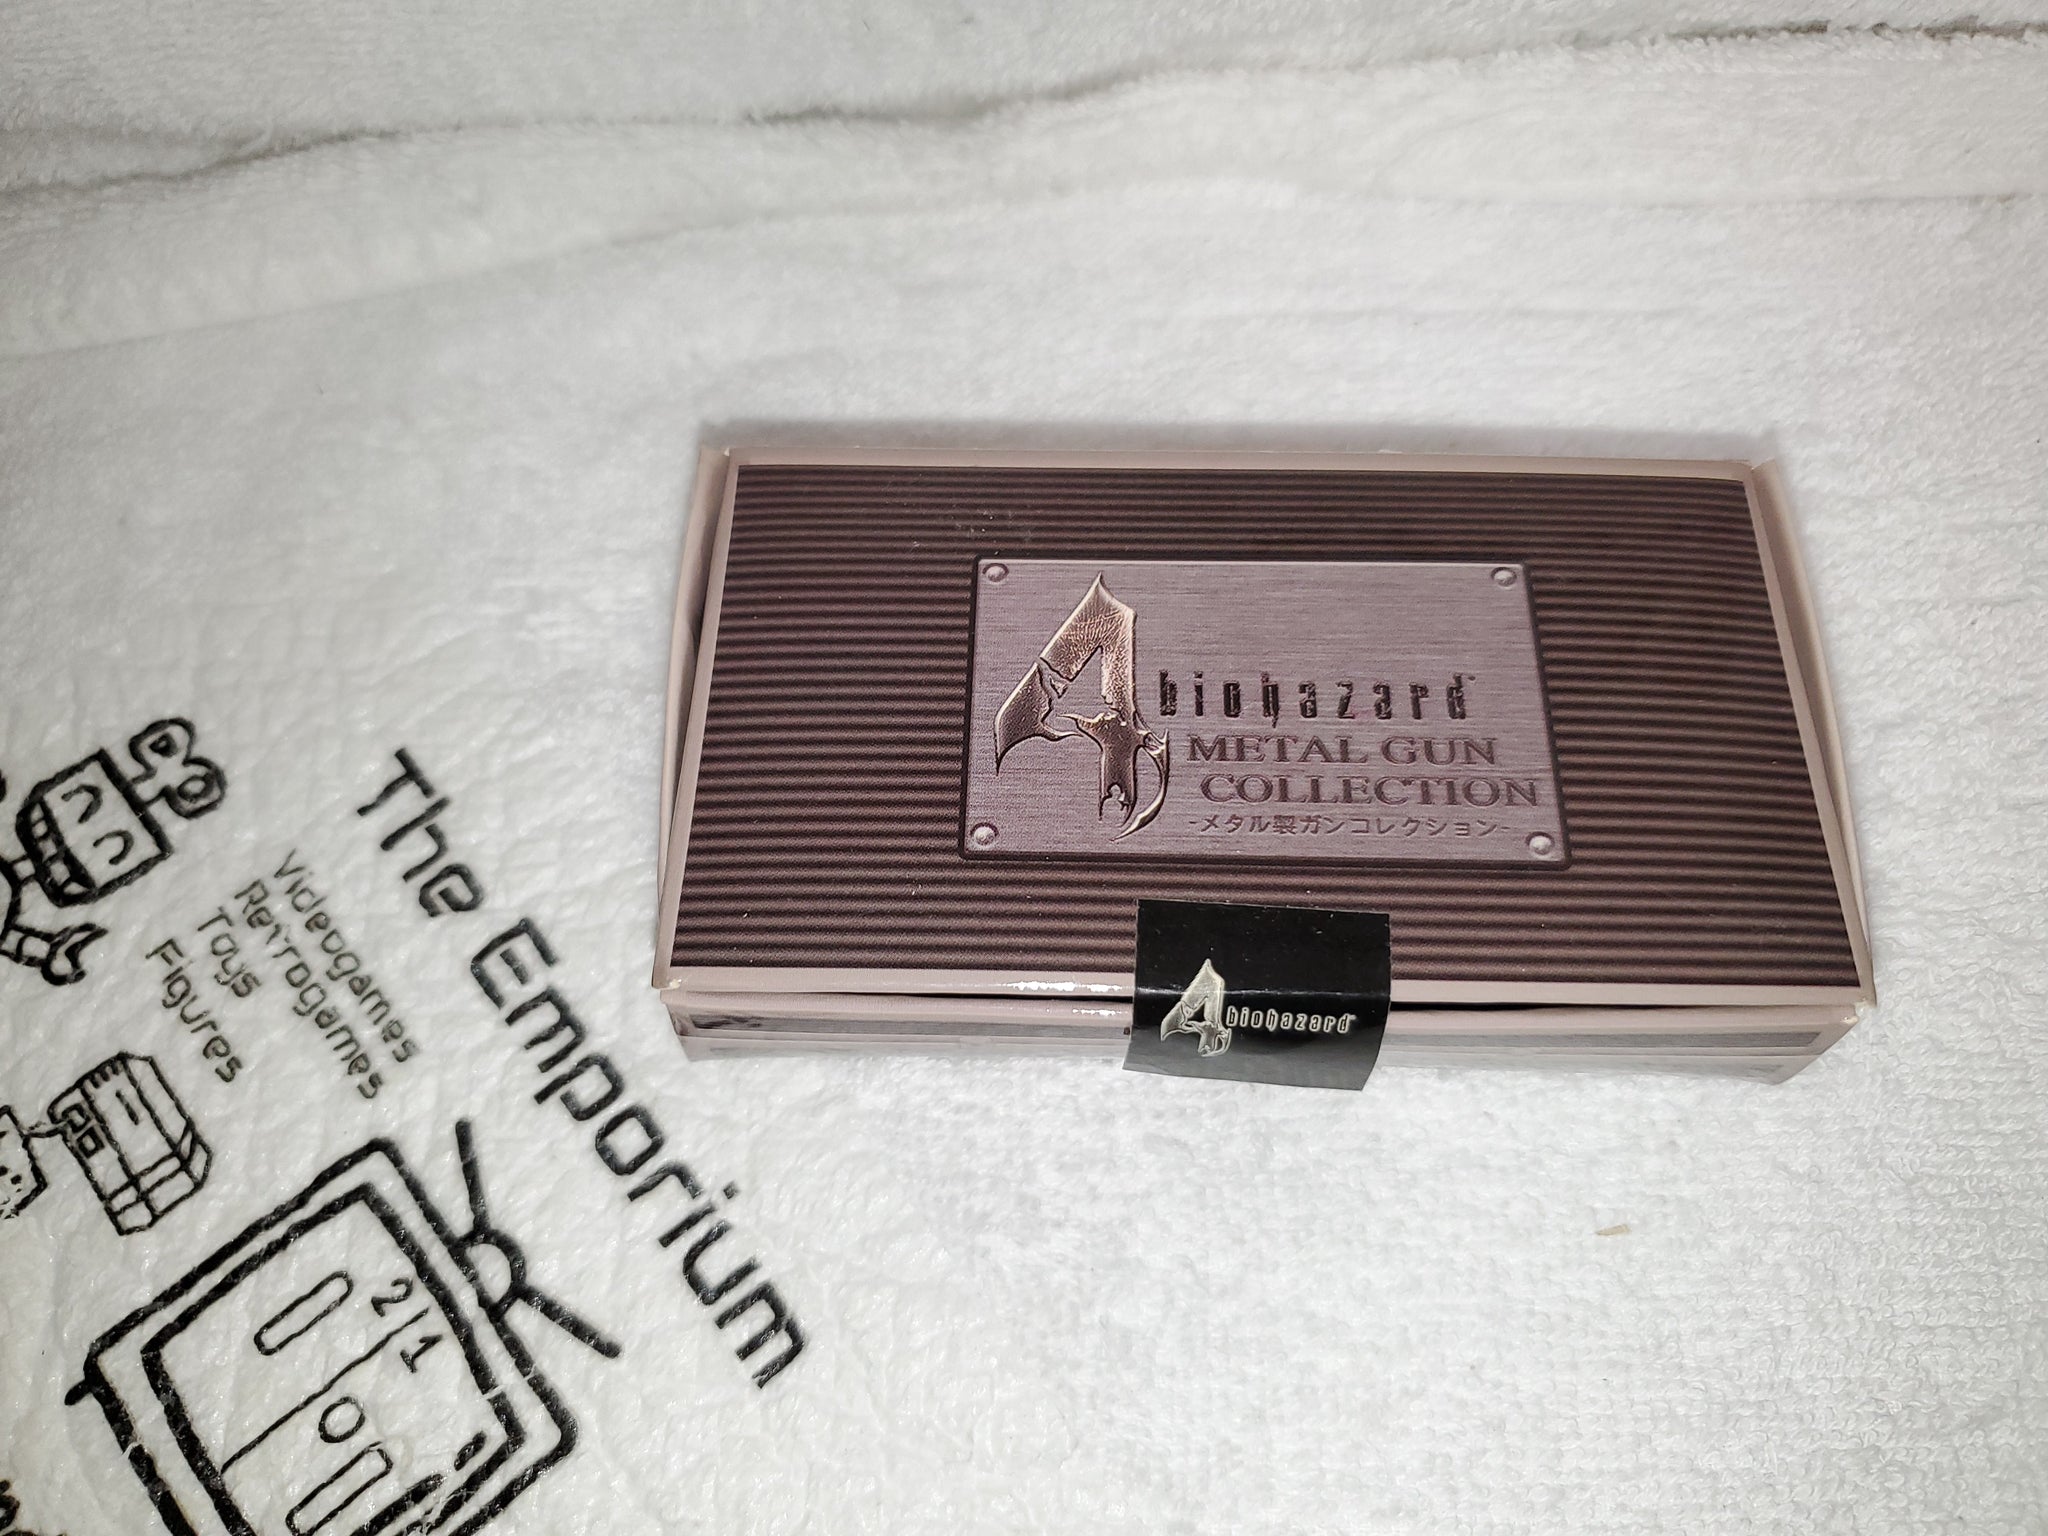 4
biohazard
METAL GUN
COLLECTION
-メタル製ガンコレクション-
4
biohazard
The Emporium
Videogames
Retrogames
Toys
Figures
2
1